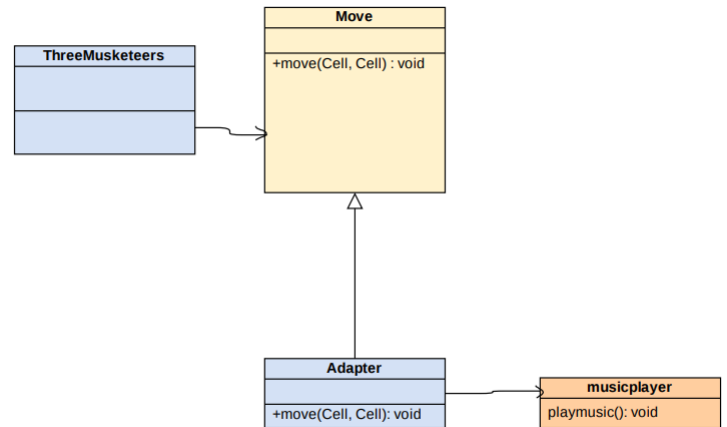 Move
+move(Cell, Cell) : void
ThreeMusketeers
Adapter
+move(Cell, Cell): void
musicplayer
playmusic(): void